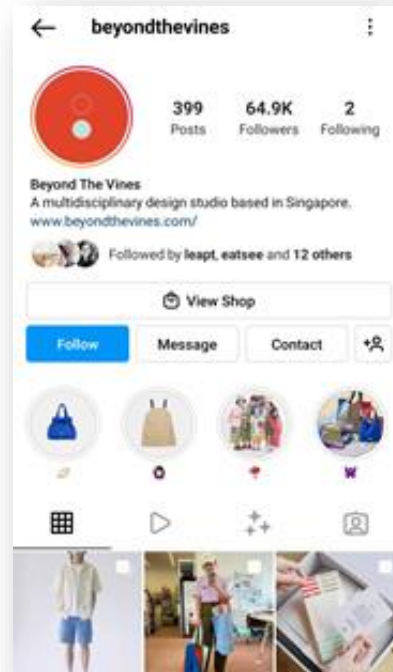 beyondthevines
399 64.9K 2
Posts Followers Following
Beyond The Vines
A multidisciplinary design studio based in Singapore.
www.beyondthevines.com/
Followed by leapt, eatsee and 12 others
View Shop
Follow Message Contact